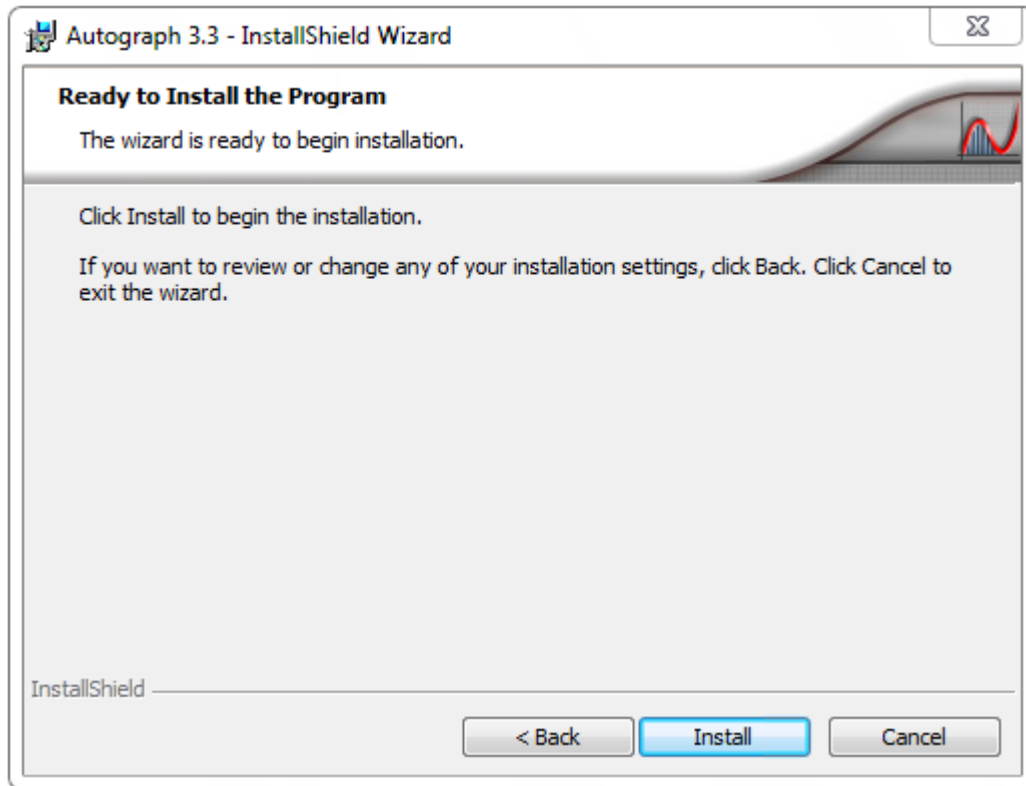 Autograph 3.3 - InstallShield Wizard
Ready to Install the Program
The wizard is ready to begin installation.
Click Install to begin the installation.
If you want to review or change any of your installation settings, click Back. Click Cancel to
exit the wizard.
InstallShield
< Back
Install
Cancel